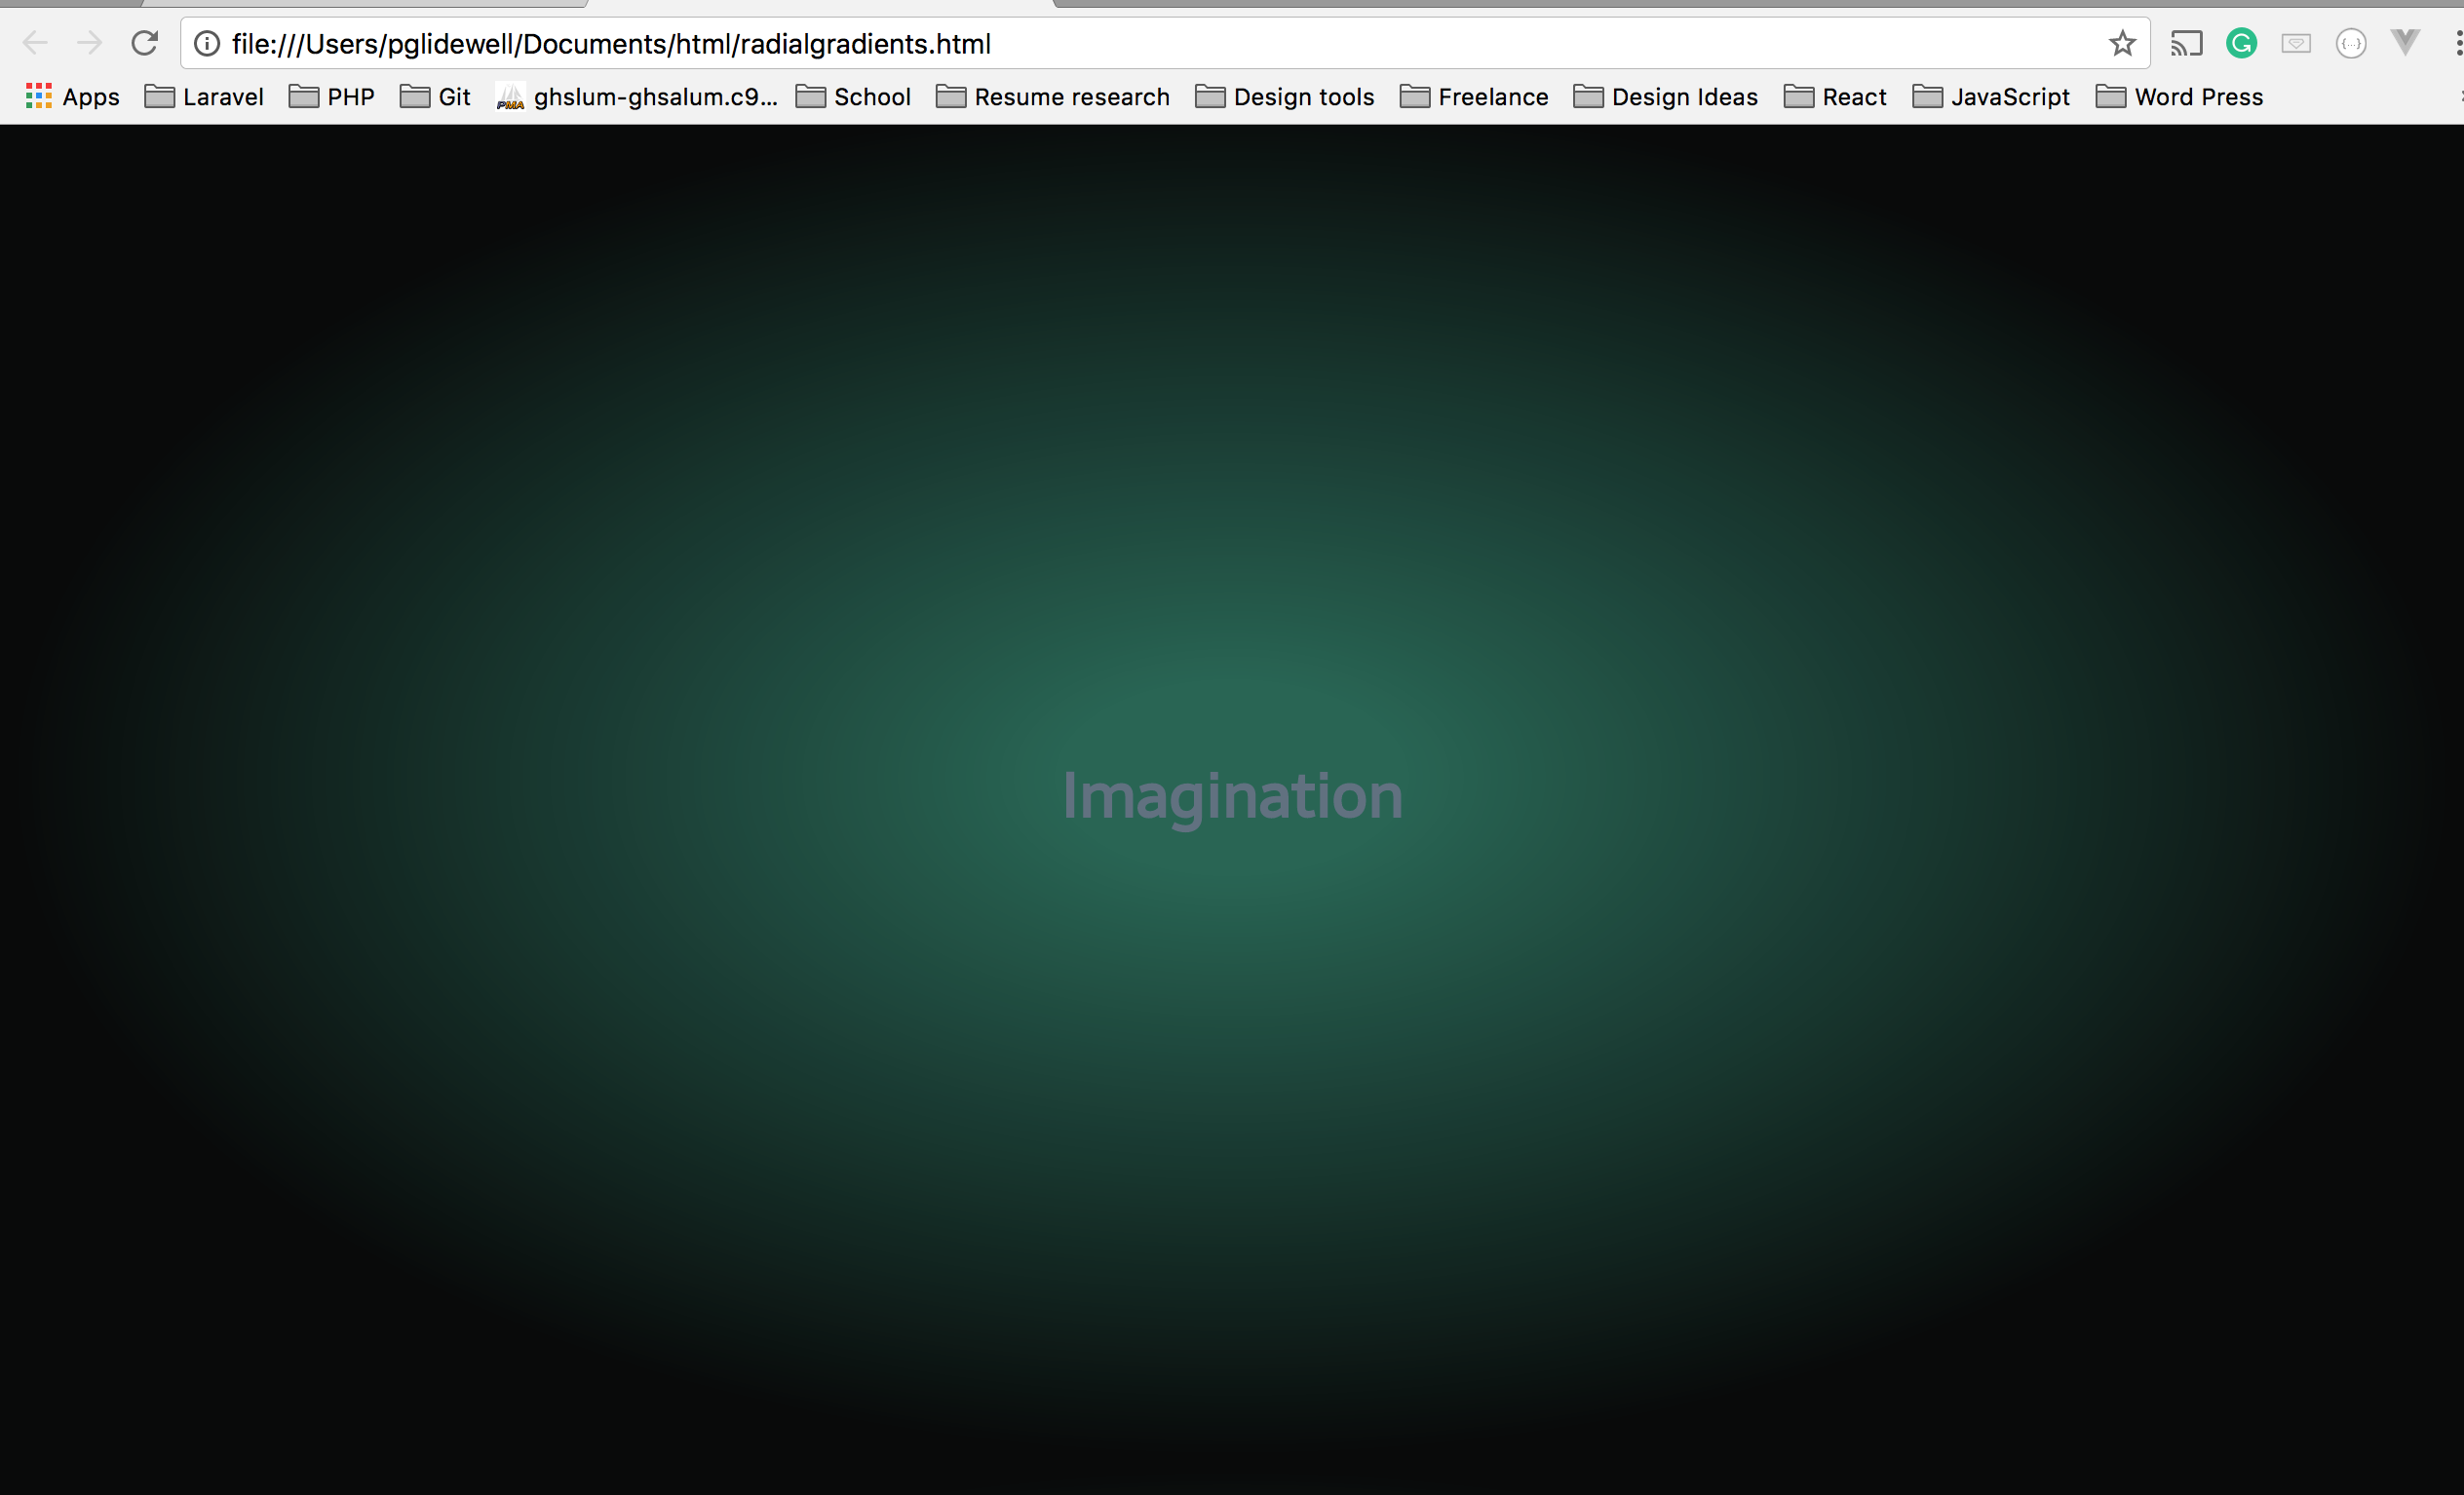 file:///Users/pglidewell/Documents/html/radialgradients.html
Apps Laravel PHP Git PMA ghslum-ghsalum.c9... School Resume research Design tools Freelance Design Ideas React JavaScript Word Press
Imagination